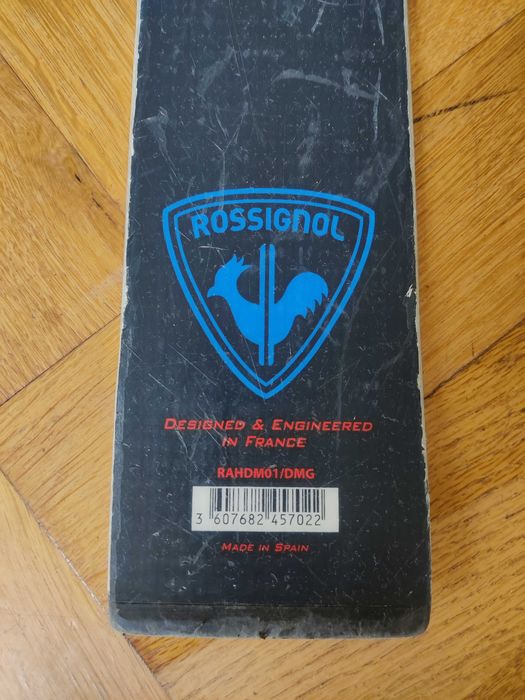 ROSSIGNOL
DESIGNED & ENGINEERED
IN FRANCE
RAHDM01/DMG
3 607682 457022
MADE IN SPAIN